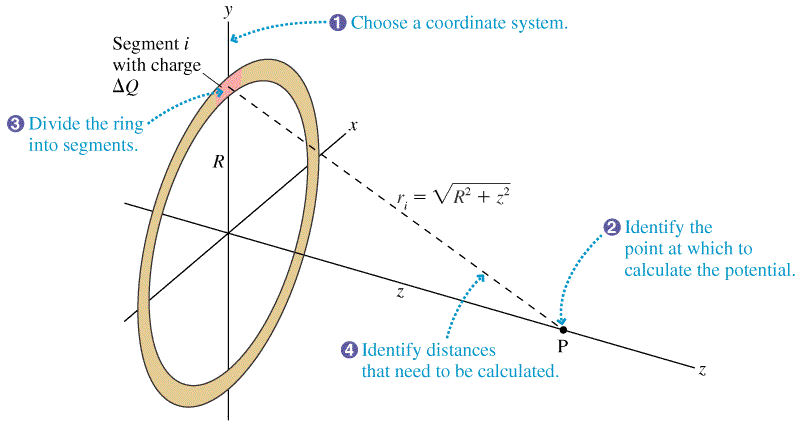 y
1 Choose a coordinate system.
Segment i
with charge
ΔQ
3 Divide the ring
into segments.
x
R
rᵢ = √R² + z²
2 Identify the
point at which to
calculate the potential.
z
4 Identify distances
that need to be calculated.
P
z